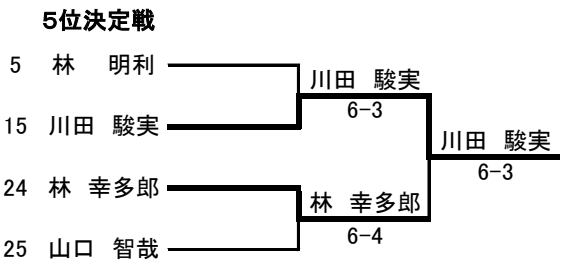 5位決定戦
5 林 明利
川田 駿実
6-3
15 川田 駿実
川田 駿実
6-3
24 林 幸多郎
林 幸多郎
6-4
25 山口 智哉